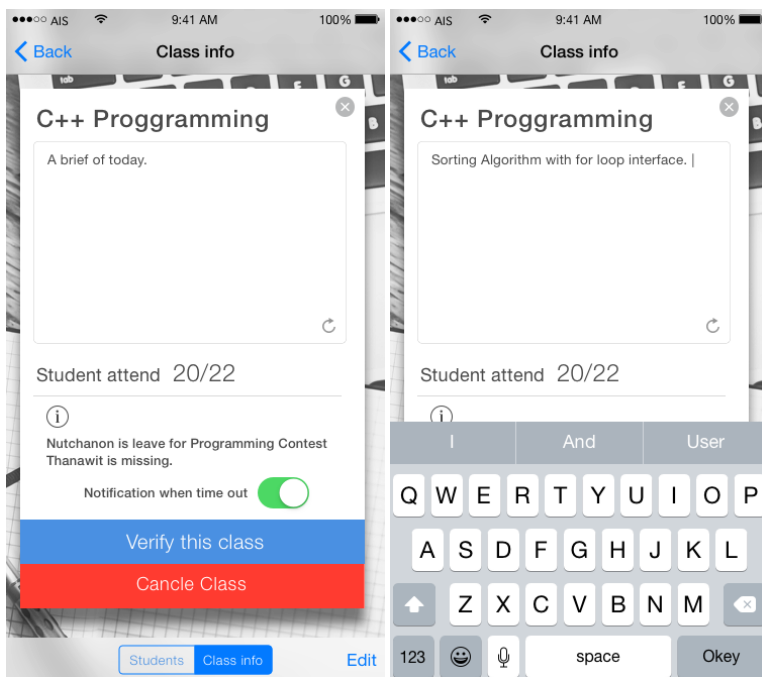 AIS 9:41 AM 100%
Back Class info
tab
E G
B
C++ Proggramming
A brief of today.
Student attend 20/22
i
Nutchanon is leave for Programming Contest
Thanawit is missing.
Notification when time out
Verify this class
Cancle Class
Students Class info Edit
AIS 9:41 AM 100%
Back Class info
tab
E G
B
C++ Proggramming
Sorting Algorithm with for loop interface. |
Student attend 20/22
i
I And User
Q W E R T Y U I O P
A S D F G H J K L
Z X C V B N M
123 space Okey